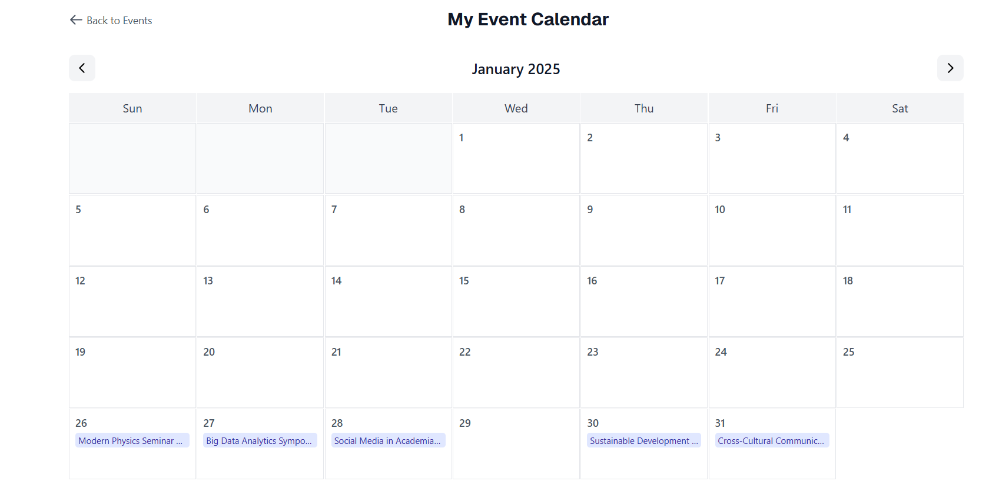 Back to Events
My Event Calendar
January 2025
Sun Mon Tue Wed Thu Fri Sat
1 2 3 4
5 6 7 8 9 10 11
12 13 14 15 16 17 18
19 20 21 22 23 24 25
26 27 28 29 30 31
Modern Physics Seminar ... Big Data Analytics Sympo... Social Media in Academia... Sustainable Development ... Cross-Cultural Communic...